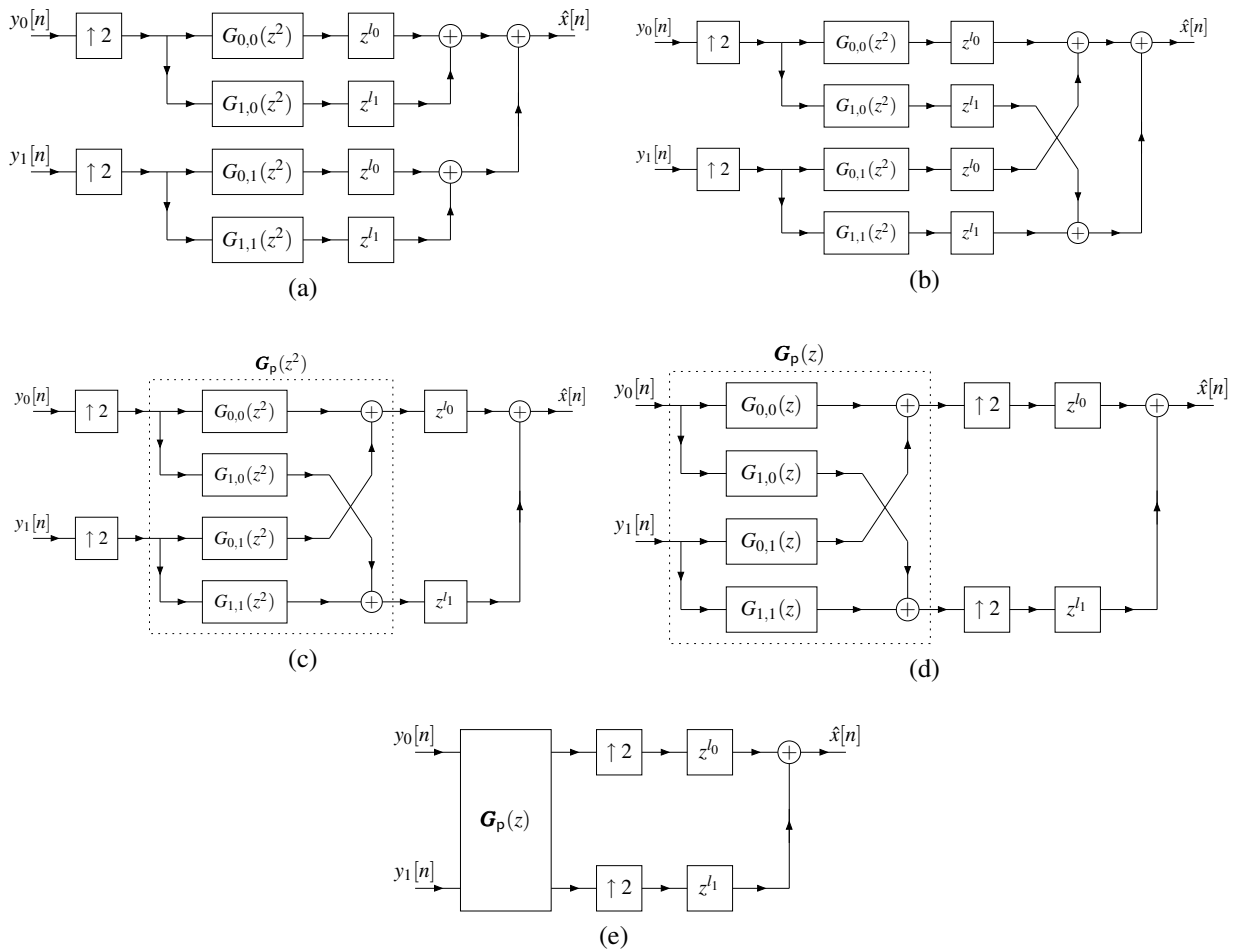 y₀[n] ↑ 2 G₀,₀(z²) z^{l₀} + + x̂[n]
G₁,₀(z²) z^{l₁}
y₁[n] ↑ 2 G₀,₁(z²) z^{l₀} +
G₁,₁(z²) z^{l₁}
(a)
y₀[n] ↑ 2 G₀,₀(z²) z^{l₀} + + x̂[n]
G₁,₀(z²) z^{l₁}
y₁[n] ↑ 2 G₀,₁(z²) z^{l₀}
G₁,₁(z²) z^{l₁} +
(b)
G_p(z²)
y₀[n] ↑ 2 G₀,₀(z²) + z^{l₀} + x̂[n]
G₁,₀(z²)
y₁[n] ↑ 2 G₀,₁(z²)
G₁,₁(z²) + z^{l₁}
(c)
G_p(z)
y₀[n] G₀,₀(z) + ↑ 2 z^{l₀} + x̂[n]
G₁,₀(z)
y₁[n] G₀,₁(z)
G₁,₁(z) + ↑ 2 z^{l₁}
(d)
y₀[n] ↑ 2 z^{l₀} + x̂[n]
G_p(z)
y₁[n] ↑ 2 z^{l₁}
(e)